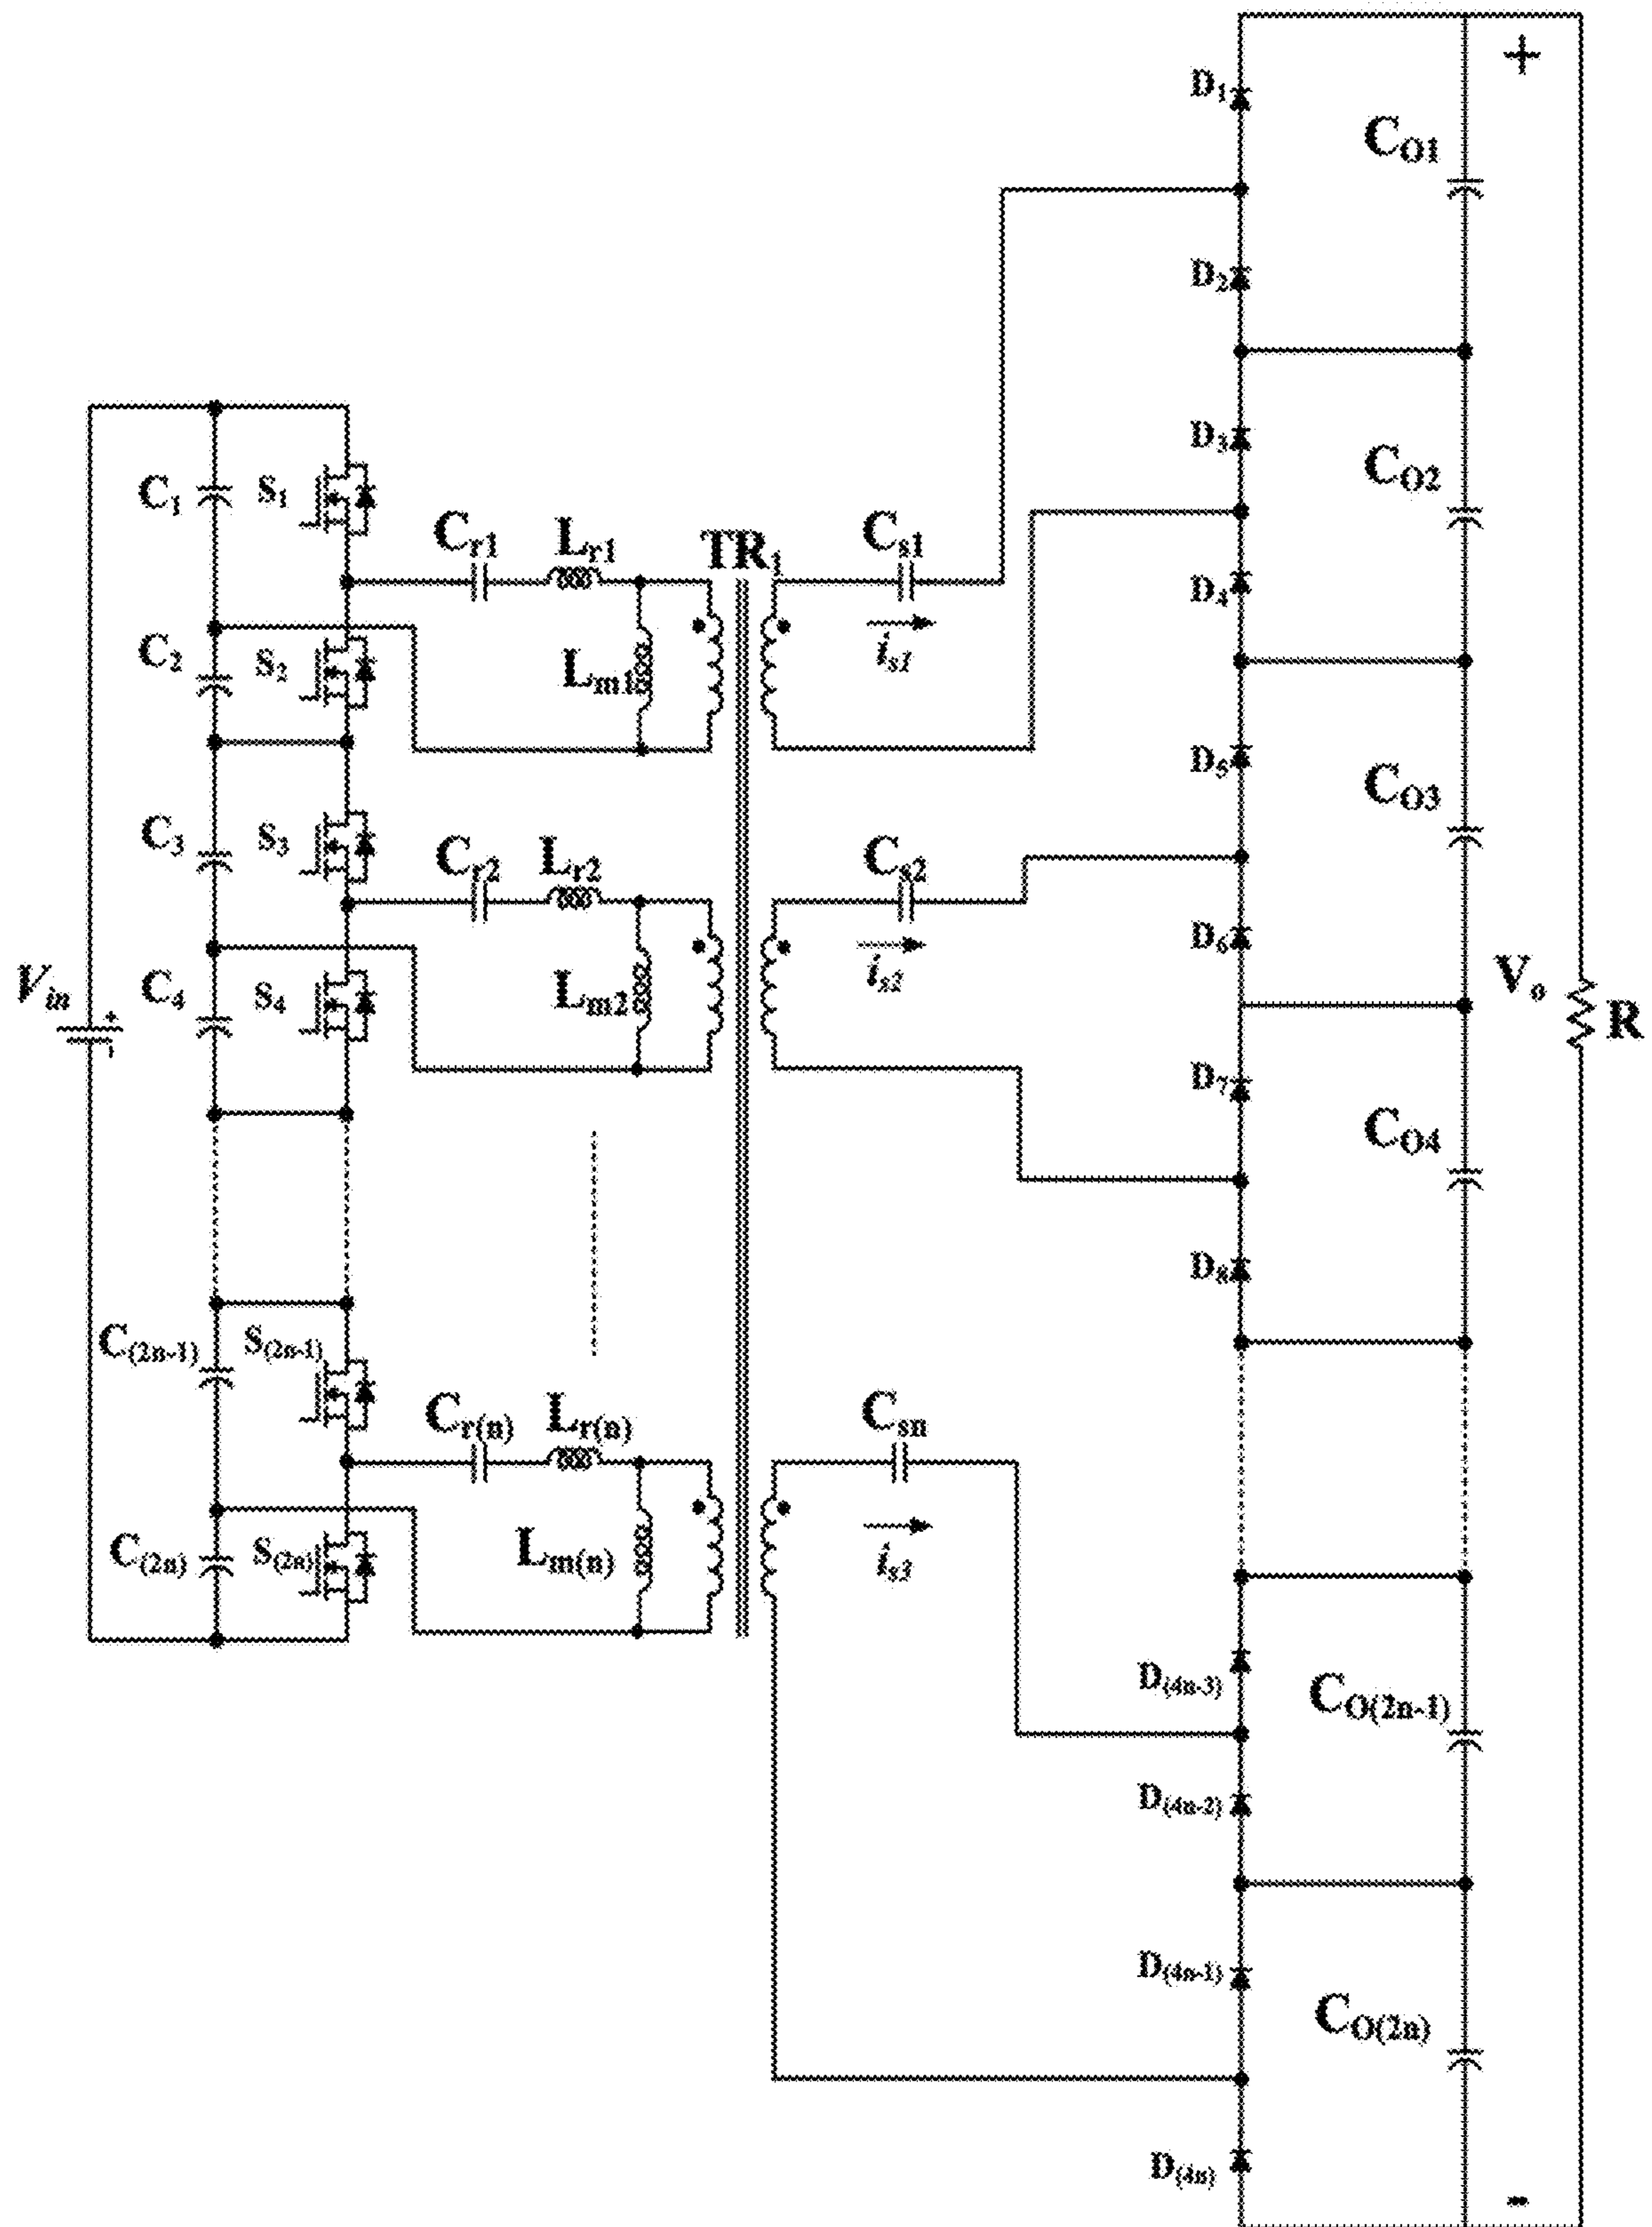 +
D1
CO1
D2
D3
CO2
C1
S1
Cr1
Lr1
TR1
Cs1
D4
C2
S2
Lm1
is1
D5
CO3
C3
S3
Cr2
Lr2
Cs2
D6
Vin
+
C4
S4
Lm2
is2
Vo
R
D7
CO4
D8
C(2n-1)
S(2n-1)
Cr(n)
Lr(n)
Csn
C(2n)
S(2n)
Lm(n)
is3
D(4n-3)
CO(2n-1)
D(4n-2)
D(4n-1)
CO(2n)
D(4n)
-